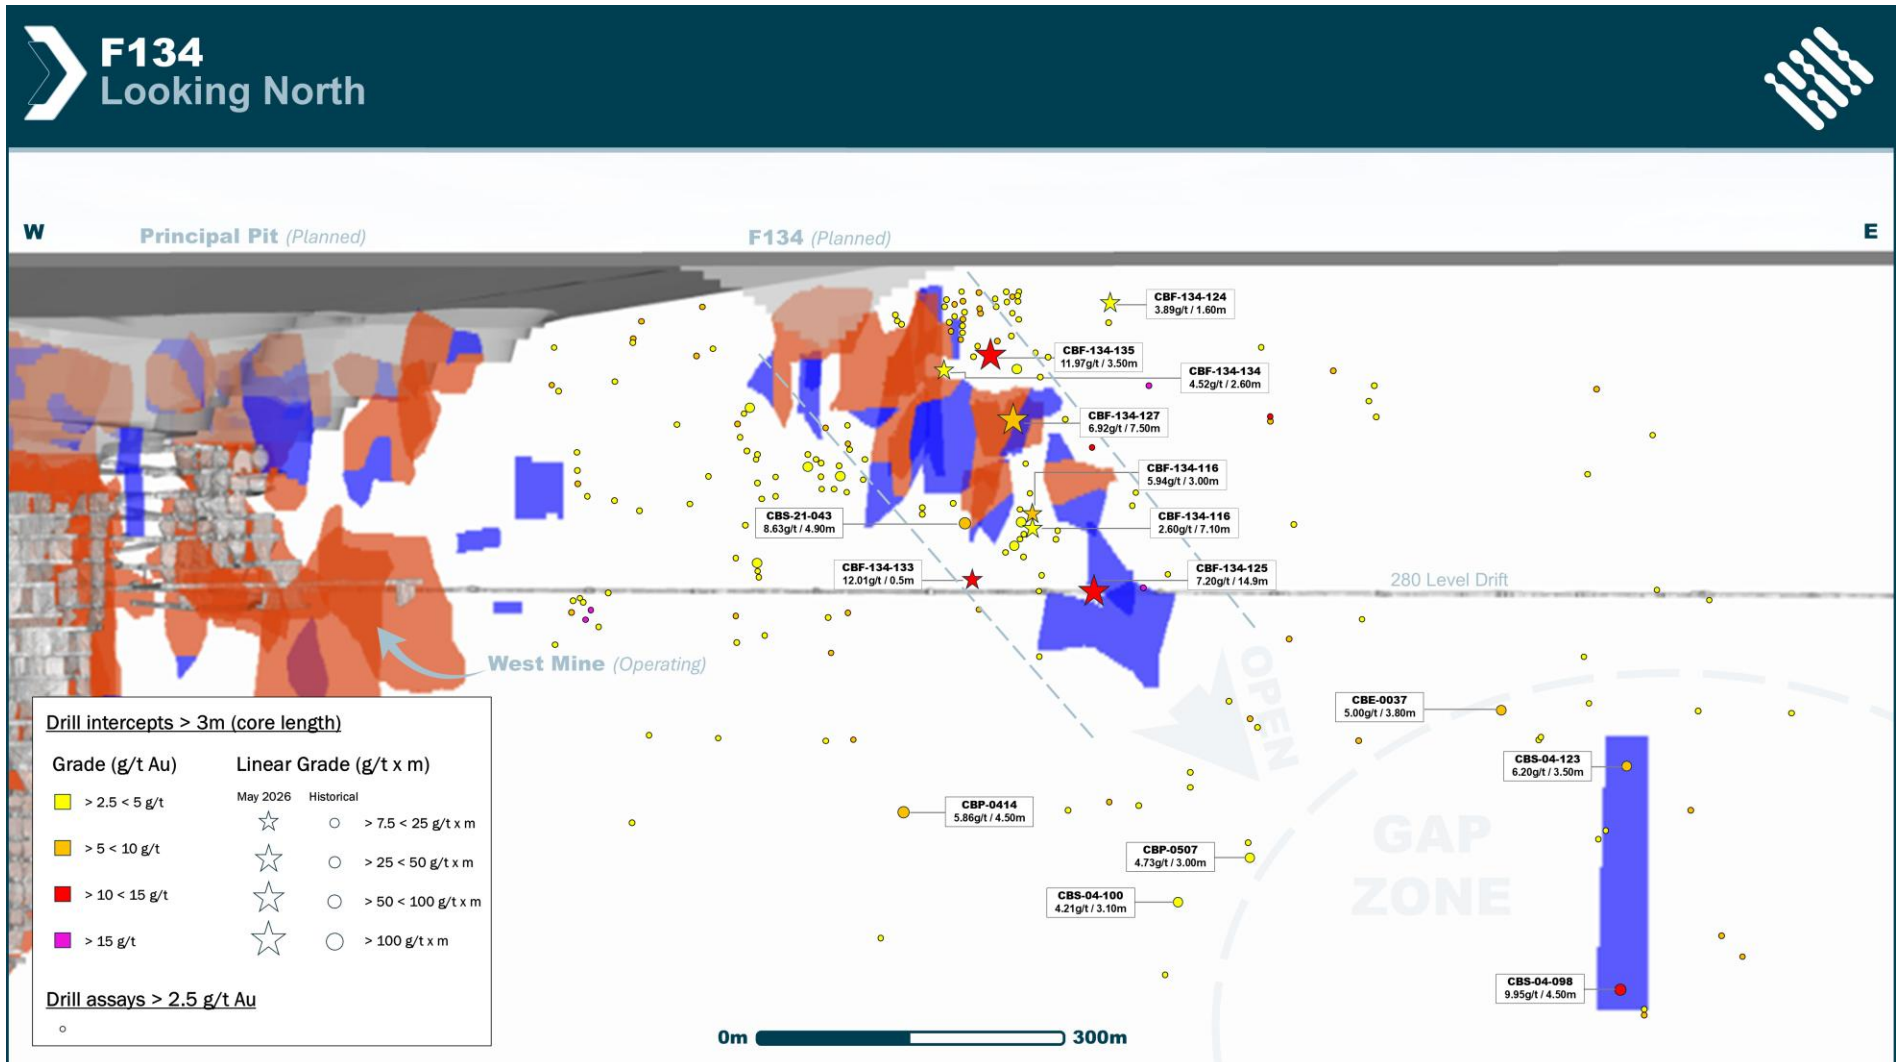 F134
Looking North
W
Principal Pit (Planned)
F134 (Planned)
E
CBF-134-124
3.89g/t / 1.60m
CBF-134-135
11.97g/t / 3.50m
CBF-134-134
4.52g/t / 2.60m
CBF-134-127
6.92g/t / 7.50m
CBF-134-116
5.94g/t / 3.00m
CBS-21-043
8.63g/t / 4.90m
CBF-134-116
2.60g/t / 7.10m
CBF-134-133
12.01g/t / 0.5m
CBF-134-125
7.20g/t / 14.9m
280 Level Drift
West Mine (Operating)
OPEN
CBE-0037
5.00g/t / 3.80m
CBS-04-123
6.20g/t / 3.50m
CBP-0414
5.86g/t / 4.50m
CBP-0507
4.73g/t / 3.00m
CBS-04-100
4.21g/t / 3.10m
GAP
ZONE
CBS-04-098
9.95g/t / 4.50m
Drill intercepts > 3m (core length)
Grade (g/t Au)
Linear Grade (g/t x m)
May 2026 Historical
> 2.5 < 5 g/t
> 7.5 < 25 g/t x m
> 5 < 10 g/t
> 25 < 50 g/t x m
> 10 < 15 g/t
> 50 < 100 g/t x m
> 15 g/t
> 100 g/t x m
Drill assays > 2.5 g/t Au
0m 300m